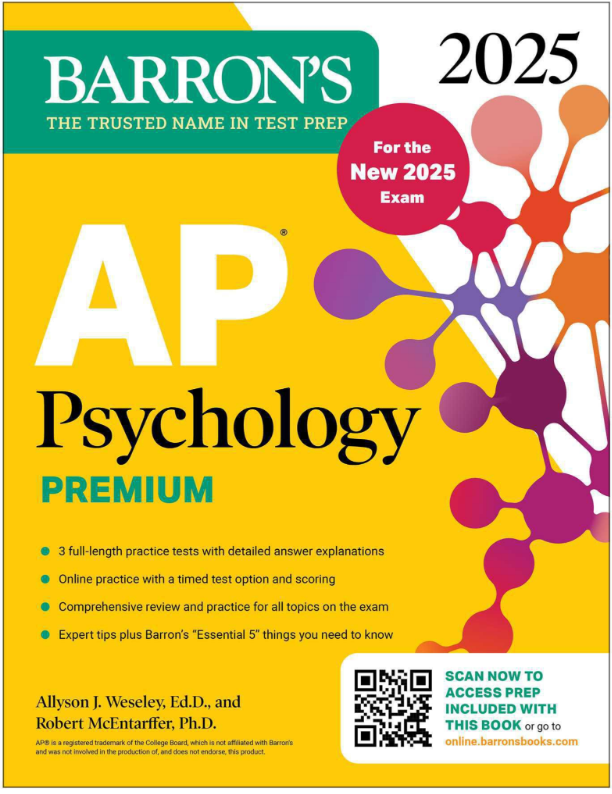 BARRON'S
THE TRUSTED NAME IN TEST PREP
2025
For the
New 2025
Exam
AP®
Psychology
PREMIUM
• 3 full-length practice tests with detailed answer explanations
• Online practice with a timed test option and scoring
• Comprehensive review and practice for all topics on the exam
• Expert tips plus Barron's "Essential 5" things you need to know
Allyson J. Weseley, Ed.D., and
Robert McEntarffer, Ph.D.
AP® is a registered trademark of the College Board, which is not affiliated with Barron's
and was not involved in the production of, and does not endorse, this product.
SCAN NOW TO
ACCESS PREP
INCLUDED WITH
THIS BOOK or go to
online.barronsbooks.com